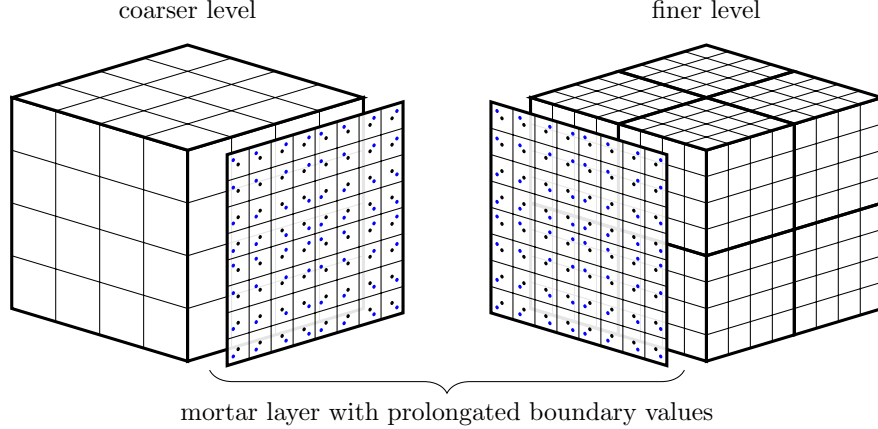 coarser level
finer level
mortar layer with prolongated boundary values